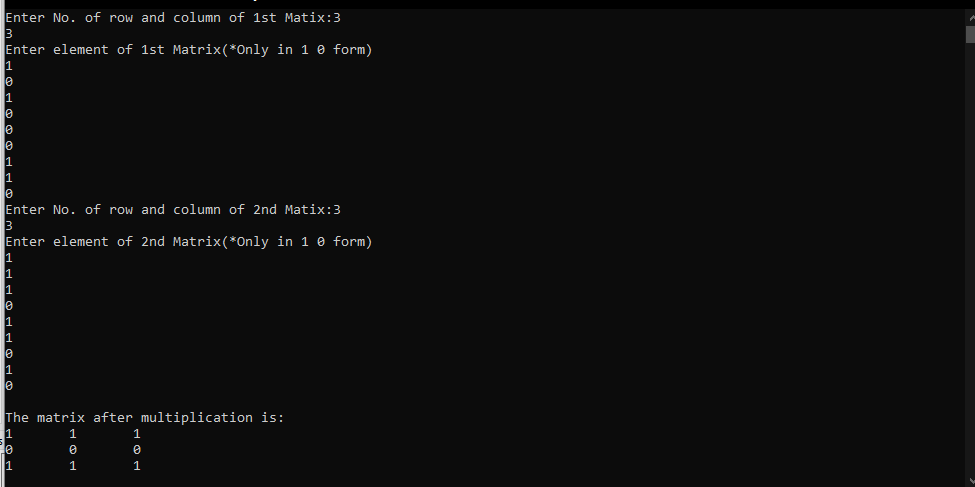 Enter No. of row and column of 1st Matix:3
3
Enter element of 1st Matrix(*Only in 1 0 form)
1
0
1
0
0
0
1
1
0
Enter No. of row and column of 2nd Matix:3
3
Enter element of 2nd Matrix(*Only in 1 0 form)
1
1
1
0
1
1
0
1
0
The matrix after multiplication is:
1 1 1
0 0 0
1 1 1